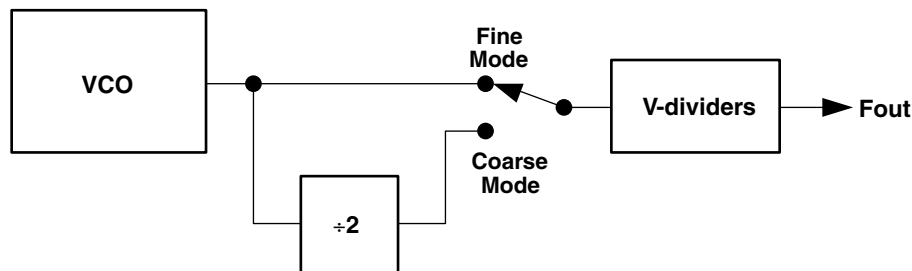 VCO
Fine
Mode
V-dividers
Fout
Coarse
Mode
÷2